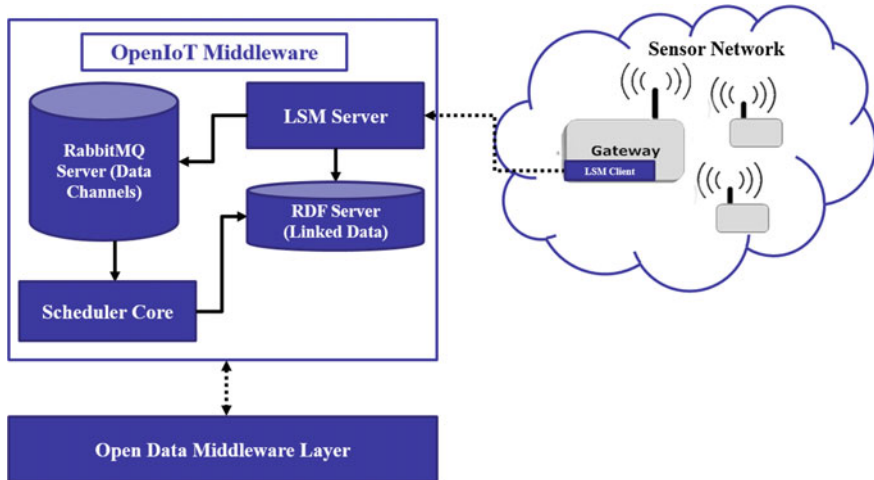 OpenIoT Middleware
RabbitMQ
Server (Data
Channels)
LSM Server
RDF Server
(Linked Data)
Scheduler Core
Open Data Middleware Layer
Sensor Network
Gateway
LSM Client